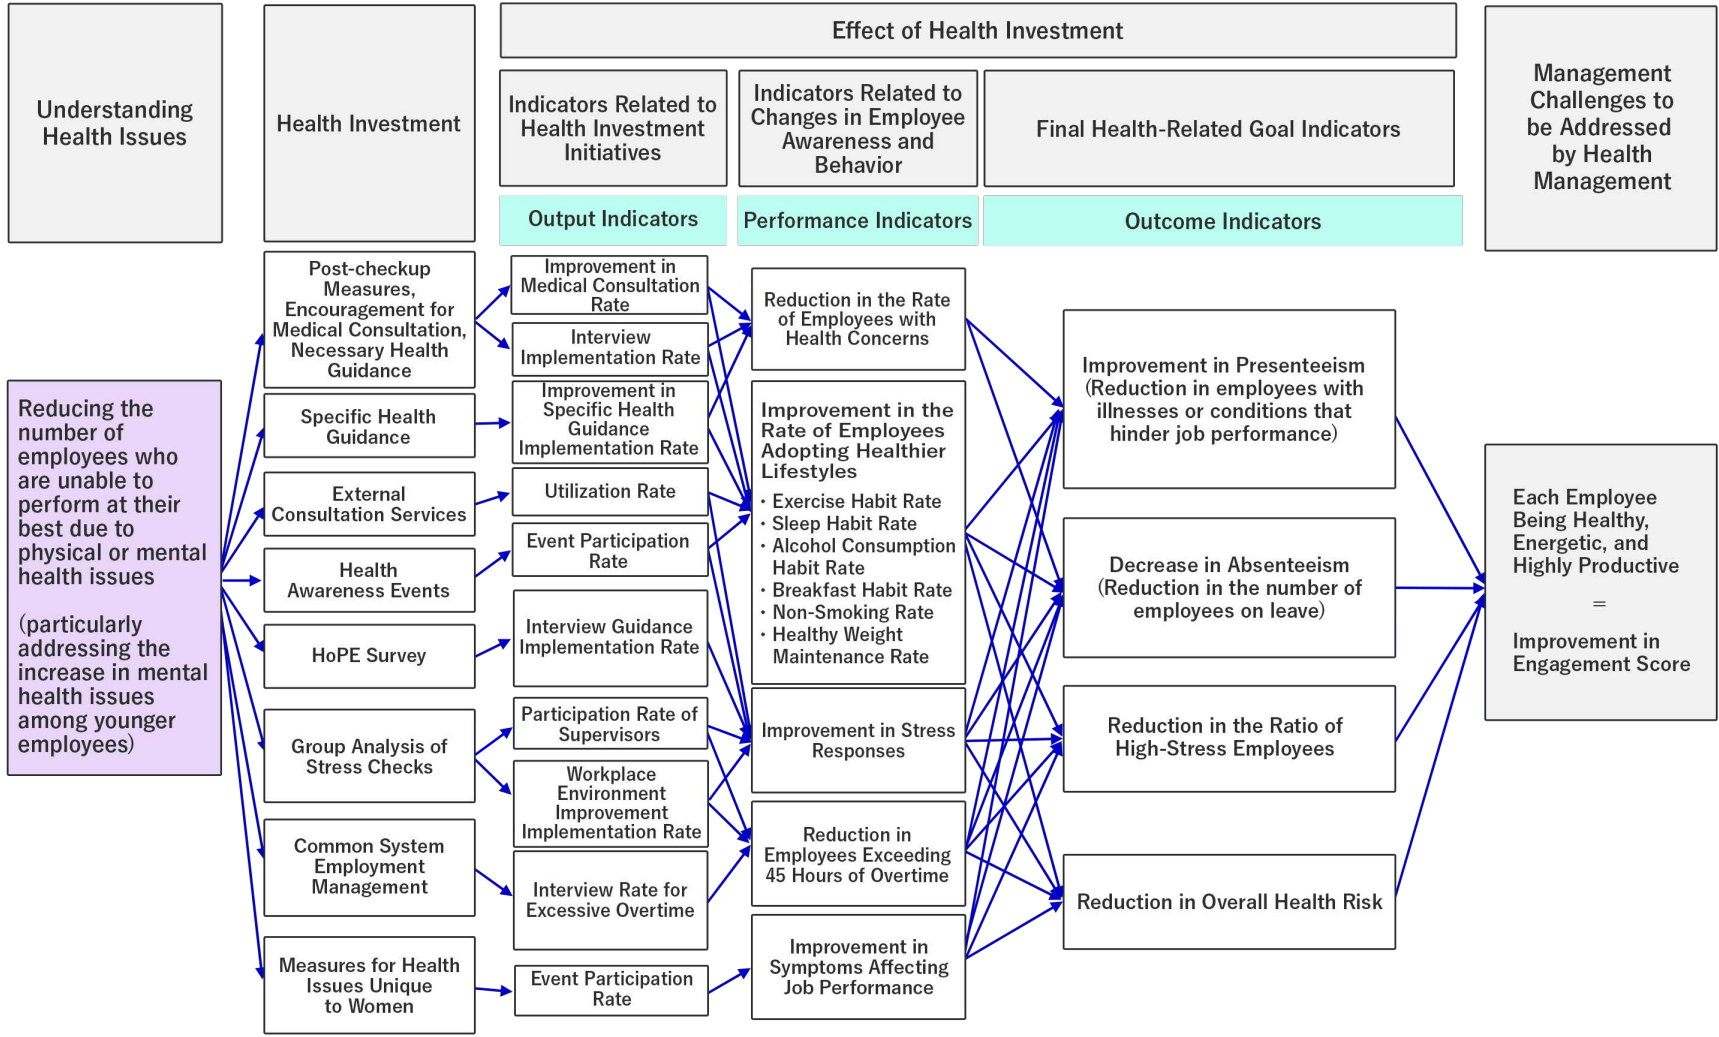 Understanding
Health Issues
Health Investment
Effect of Health Investment
Indicators Related to
Health Investment
Initiatives
Indicators Related to
Changes in Employee
Awareness and
Behavior
Final Health-Related Goal Indicators
Management
Challenges to
be Addressed
by Health
Management
Output Indicators
Performance Indicators
Outcome Indicators
Reducing the
number of
employees who
are unable to
perform at their
best due to
physical or mental
health issues
(particularly
addressing the
increase in mental
health issues
among younger
employees)
Post-checkup
Measures,
Encouragement for
Medical Consultation,
Necessary Health
Guidance
Specific Health
Guidance
External
Consultation Services
Health
Awareness Events
HoPE Survey
Group Analysis of
Stress Checks
Common System
Employment
Management
Measures for Health
Issues Unique
to Women
Improvement in
Medical Consultation
Rate
Interview
Implementation Rate
Improvement in
Specific Health
Guidance
Implementation Rate
Utilization Rate
Event Participation
Rate
Interview Guidance
Implementation Rate
Participation Rate of
Supervisors
Workplace
Environment
Improvement
Implementation Rate
Interview Rate for
Excessive Overtime
Event Participation
Rate
Reduction in the Rate
of Employees with
Health Concerns
Improvement in the
Rate of Employees
Adopting Healthier
Lifestyles
・Exercise Habit Rate
・Sleep Habit Rate
・Alcohol Consumption
Habit Rate
・Breakfast Habit Rate
・Non-Smoking Rate
・Healthy Weight
Maintenance Rate
Improvement in Stress
Responses
Reduction in
Employees Exceeding
45 Hours of Overtime
Improvement in
Symptoms Affecting
Job Performance
Improvement in Presenteeism
(Reduction in employees with
illnesses or conditions that
hinder job performance)
Decrease in Absenteeism
(Reduction in the number of
employees on leave)
Reduction in the Ratio of
High-Stress Employees
Reduction in Overall Health Risk
Each Employee
Being Healthy,
Energetic, and
Highly Productive
=
Improvement in
Engagement Score